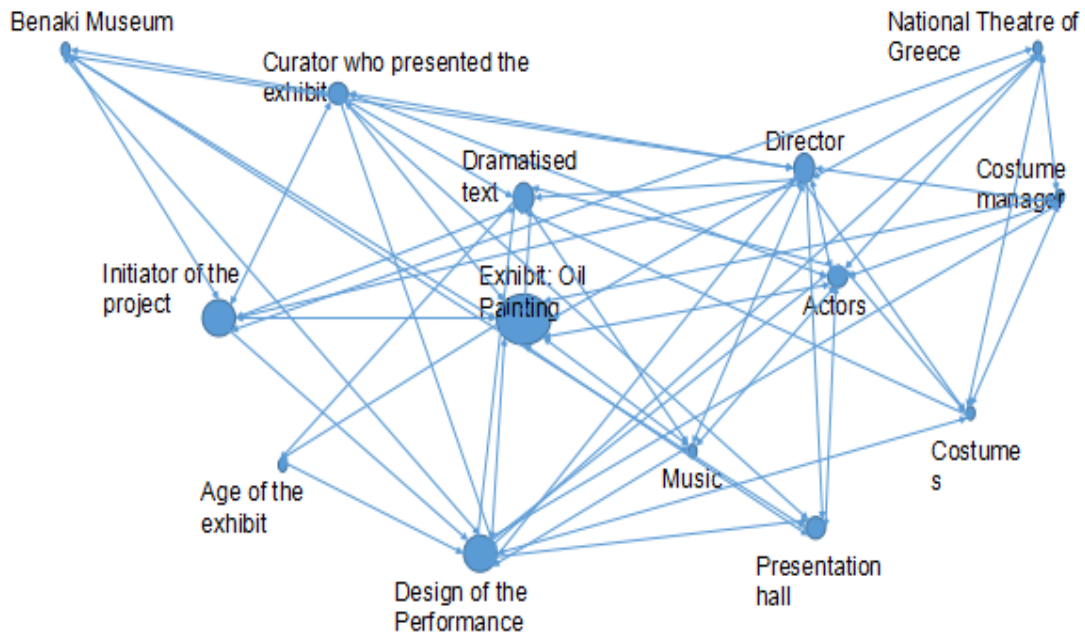 Benaki Museum
National Theatre of
Greece
Curator who presented the
exhibit
Director
Dramatised
text
Costume
manager
Initiator of the
project
Exhibit: Oil
Painting
Actors
Costume
s
Music
Age of the
exhibit
Presentation
hall
Design of the
Performance